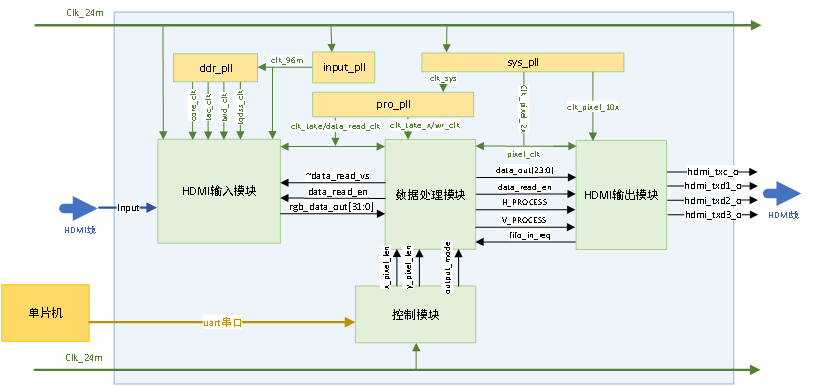 Clk_24m
ddr_pll
clk_96m
input_pll
sys_pll
clk_sys
pro_pll
core_clk
tac_clk
twd_clk
tqdss_clk
Clk_pixel_2x
clk_pixel_10x
clk_take/data_read_clk
clk_take_x/wr_clk
pixel_clk
HDMI输入模块
~data_read_vs
data_read_en
rgb_data_out[31:0]
数据处理模块
data_out[23:0]
data_read_en
H_PROCESS
V_PROCESS
fifo_in_req
HDMI输出模块
hdmi_txc_o
hdmi_txd1_o
hdmi_txd2_o
hdmi_txd3_o
HDMI线
Input
HDMI线
x_pixel_len
y_pixel_len
output_mode
单片机
uart串口
控制模块
Clk_24m